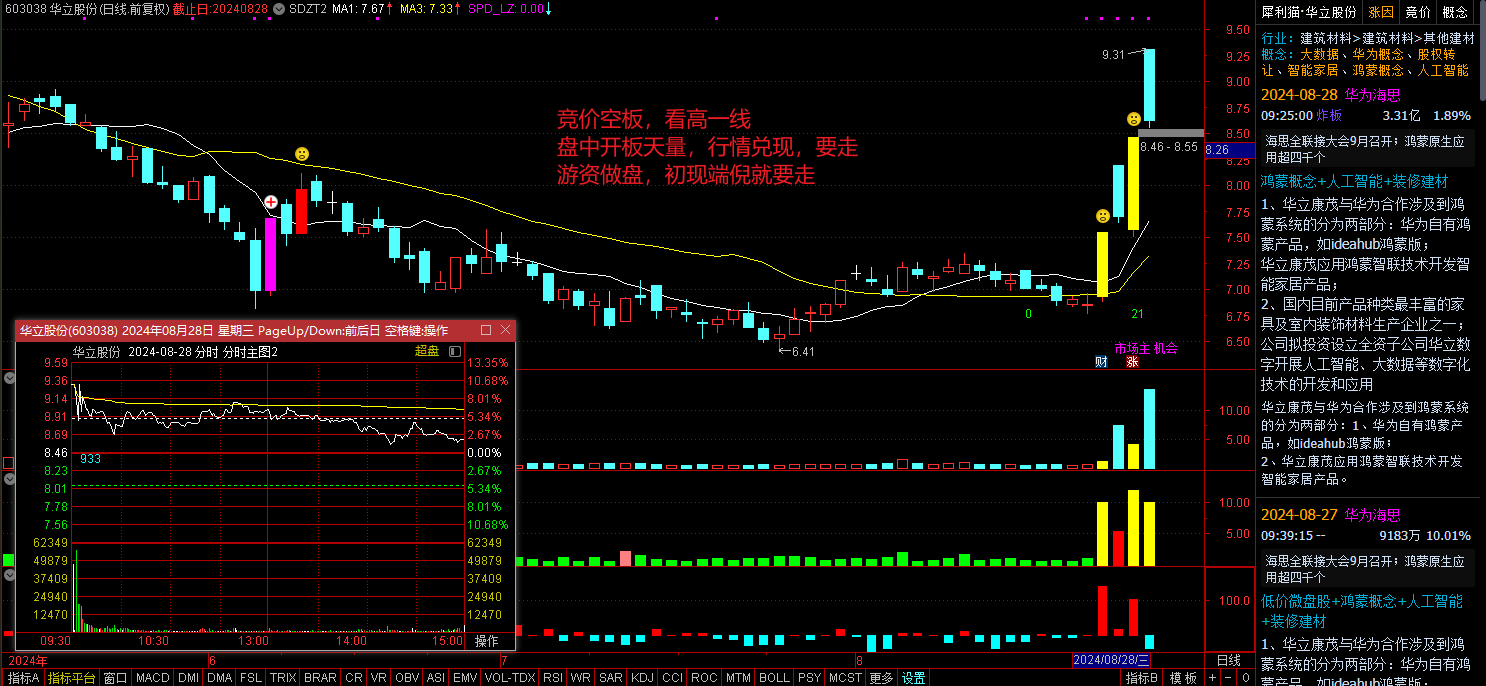 603038 华立股份(日线.前复权) 截止日:20240828 SDZT2 MA1: 7.67↑ MA3: 7.33↑ SPD_LZ: 0.00↓
竞价空板，看高一线
盘中开板天量，行情兑现，要走
游资做盘，初现端倪就要走
9.31
8.46 - 8.55
6.41
0
21
市场主 机会
财
涨
9.50
9.25
9.00
8.75
8.50
8.26
8.25
8.00
7.75
7.50
7.25
7.00
6.75
6.50
10.00
5.00
10.00
5.00
100.0
华立股份(603038) 2024年08月28日 星期三 PageUp/Down:前后日 空格键:操作
华立股份 2024-08-28 分时 分时主图2 超盘
9.59 13.35%
9.36 10.68%
9.14 8.01%
8.91 5.34%
8.69 2.67%
8.46 0.00%
933
8.23 2.67%
8.01 5.34%
7.78 8.01%
7.56 10.68%
62349 62349
49879 49879
37409 37409
24940 24940
12470 12470
09:30 10:30 13:00 14:00 15:00 操作
2024年 6 7 8 2024/08/28/三 日线
指标A 指标平台 窗口 MACD DMI DMA FSL TRIX BRAR CR VR OBV ASI EMV VOL-TDX RSI WR SAR KDJ CCI ROC MTM BOLL PSY MCST 更多 设置 指标B 模板 + - O
犀利猫·华立股份 涨因 竞价 概念
行业: 建筑材料>建筑材料>其他建材
概念: 大数据、华为概念、股权转
让、智能家居、鸿蒙概念、人工智能
2024-08-28 华为海思
09:25:00 炸板 3.31亿 1.89%
海思全联接大会9月召开；鸿蒙原生应
用超四千个
鸿蒙概念+人工智能+装修建材
1、华立康茂与华为合作涉及到鸿
蒙系统的分为两部分：华为自有鸿
蒙产品，如ideahub鸿蒙版；
华立康茂应用鸿蒙智联技术开发智
能家居产品；
2、国内目前产品种类最丰富的家
具及室内装饰材料生产企业之一；
公司拟投资设立全资子公司华立数
字开展人工智能、大数据等数字化
技术的开发和应用
华立康茂与华为合作涉及到鸿蒙系统
的分为两部分：1、华为自有鸿蒙产
品，如ideahub鸿蒙版；
2、华立康茂应用鸿蒙智联技术开发
智能家居产品。
2024-08-27 华为海思
09:39:15 -- 9183万 10.01%
海思全联接大会9月召开；鸿蒙原生应
用超四千个
低价微盘股+鸿蒙概念+人工智能
+装修建材
1、华立康茂与华为合作涉及到鸿
蒙系统的分为两部分：华为自有鸿